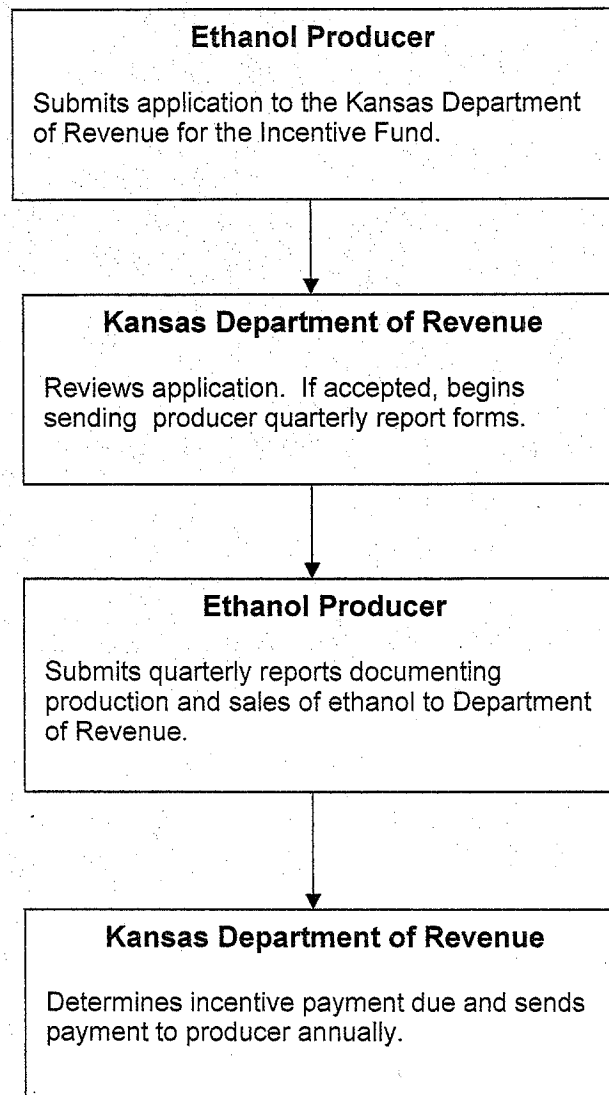 Ethanol Producer
Submits application to the Kansas Department
of Revenue for the Incentive Fund.
Kansas Department of Revenue
Reviews application. If accepted, begins
sending producer quarterly report forms.
Ethanol Producer
Submits quarterly reports documenting
production and sales of ethanol to Department
of Revenue.
Kansas Department of Revenue
Determines incentive payment due and sends
payment to producer annually.